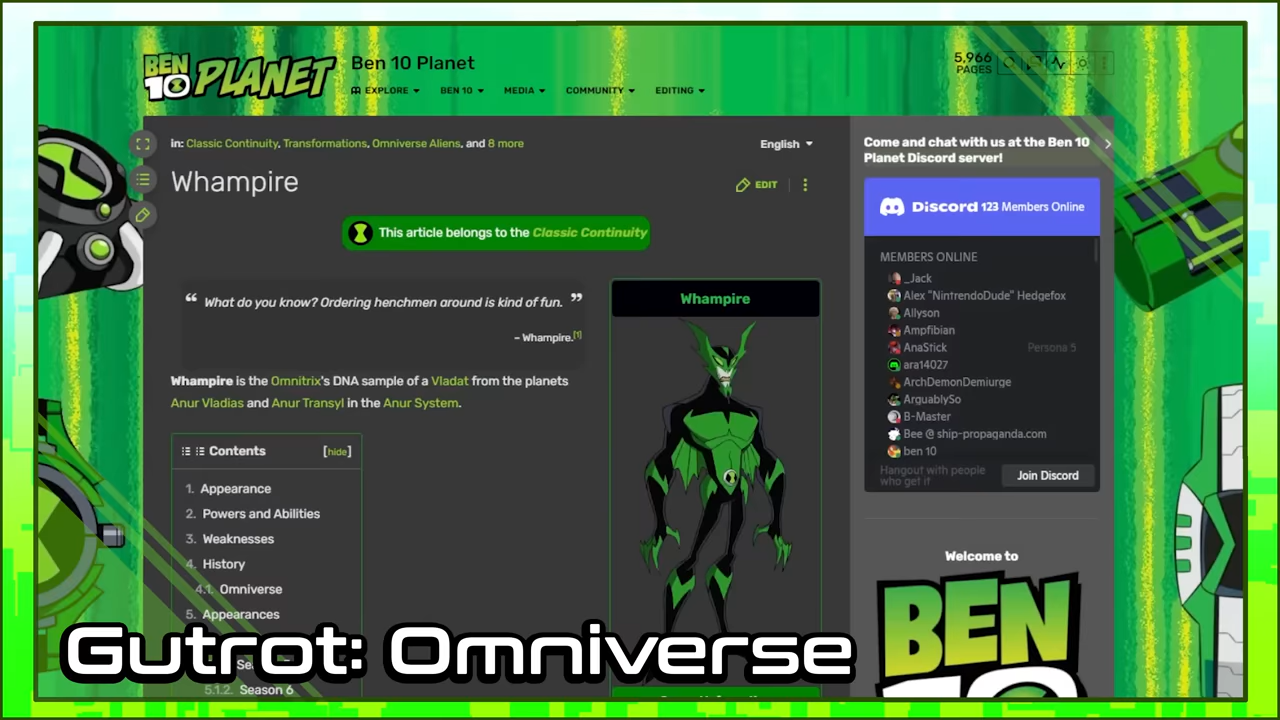 BEN 10 PLANET
Ben 10 Planet
EXPLORE
BEN 10
MEDIA
COMMUNITY
EDITING
5,966
PAGES
in: Classic Continuity, Transformations, Omniverse Aliens, and 8 more
English
Whampire
EDIT
This article belongs to the Classic Continuity
“ What do you know? Ordering henchmen around is kind of fun. ”
– Whampire.[1]
Whampire is the Omnitrix's DNA sample of a Vladat from the planets
Anur Vladias and Anur Transyl in the Anur System.
Contents [hide]
1. Appearance
2. Powers and Abilities
3. Weaknesses
4. History
4.1. Omniverse
5. Appearances
5.1.2. Season 6
Whampire
Come and chat with us at the Ben 10
Planet Discord server!
Discord 123 Members Online
MEMBERS ONLINE
_Jack
Alex "NintrendoDude" Hedgefox
Allyson
Ampfibian
AnaStick Persona 5
ara14027
ArchDemonDemiurge
ArguablySo
B-Master
Bee @ ship-propaganda.com
ben 10
Hangout with people
who get it
Join Discord
Welcome to
BEN
10
Gutrot: Omniverse